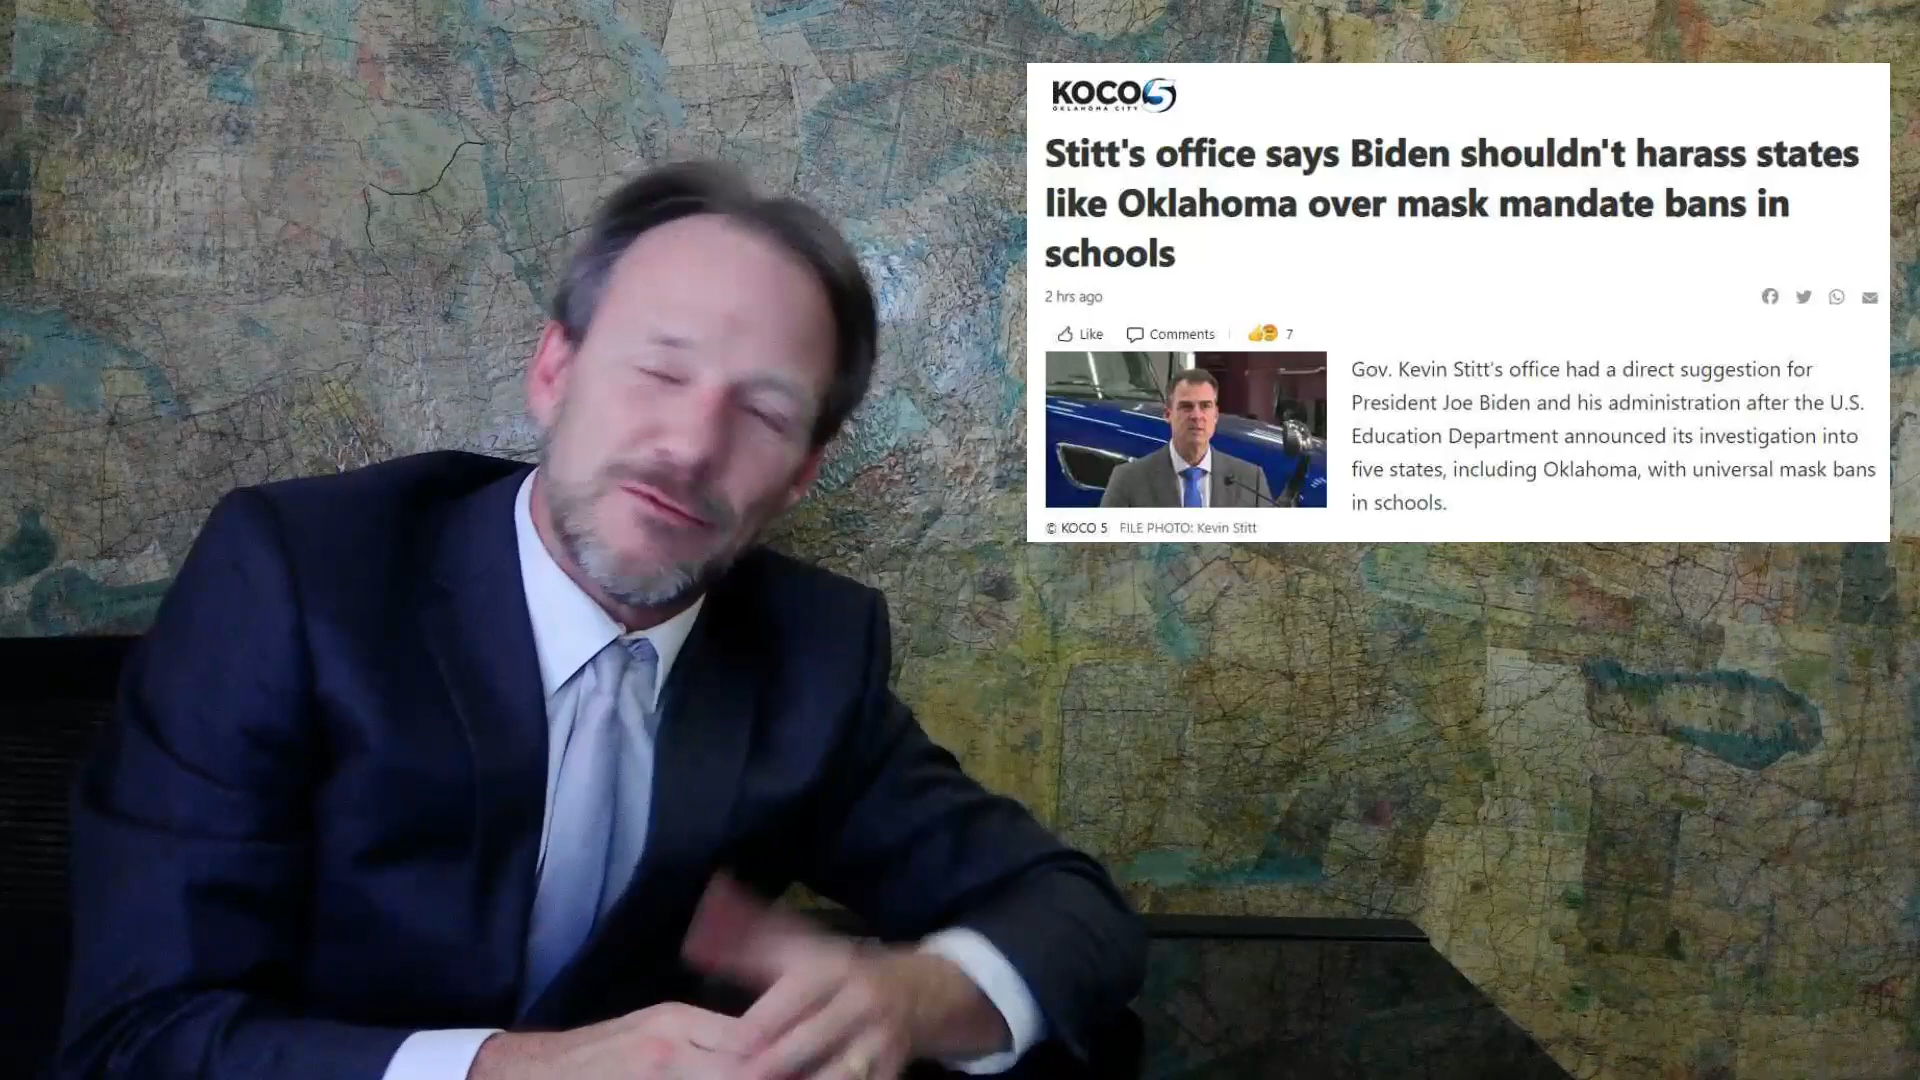 KOCO 5
OKLAHOMA CITY
Stitt's office says Biden shouldn't harass states
like Oklahoma over mask mandate bans in
schools
2 hrs ago
Like
Comments
7
Gov. Kevin Stitt's office had a direct suggestion for
President Joe Biden and his administration after the U.S.
Education Department announced its investigation into
five states, including Oklahoma, with universal mask bans
in schools.
© KOCO 5 FILE PHOTO: Kevin Stitt